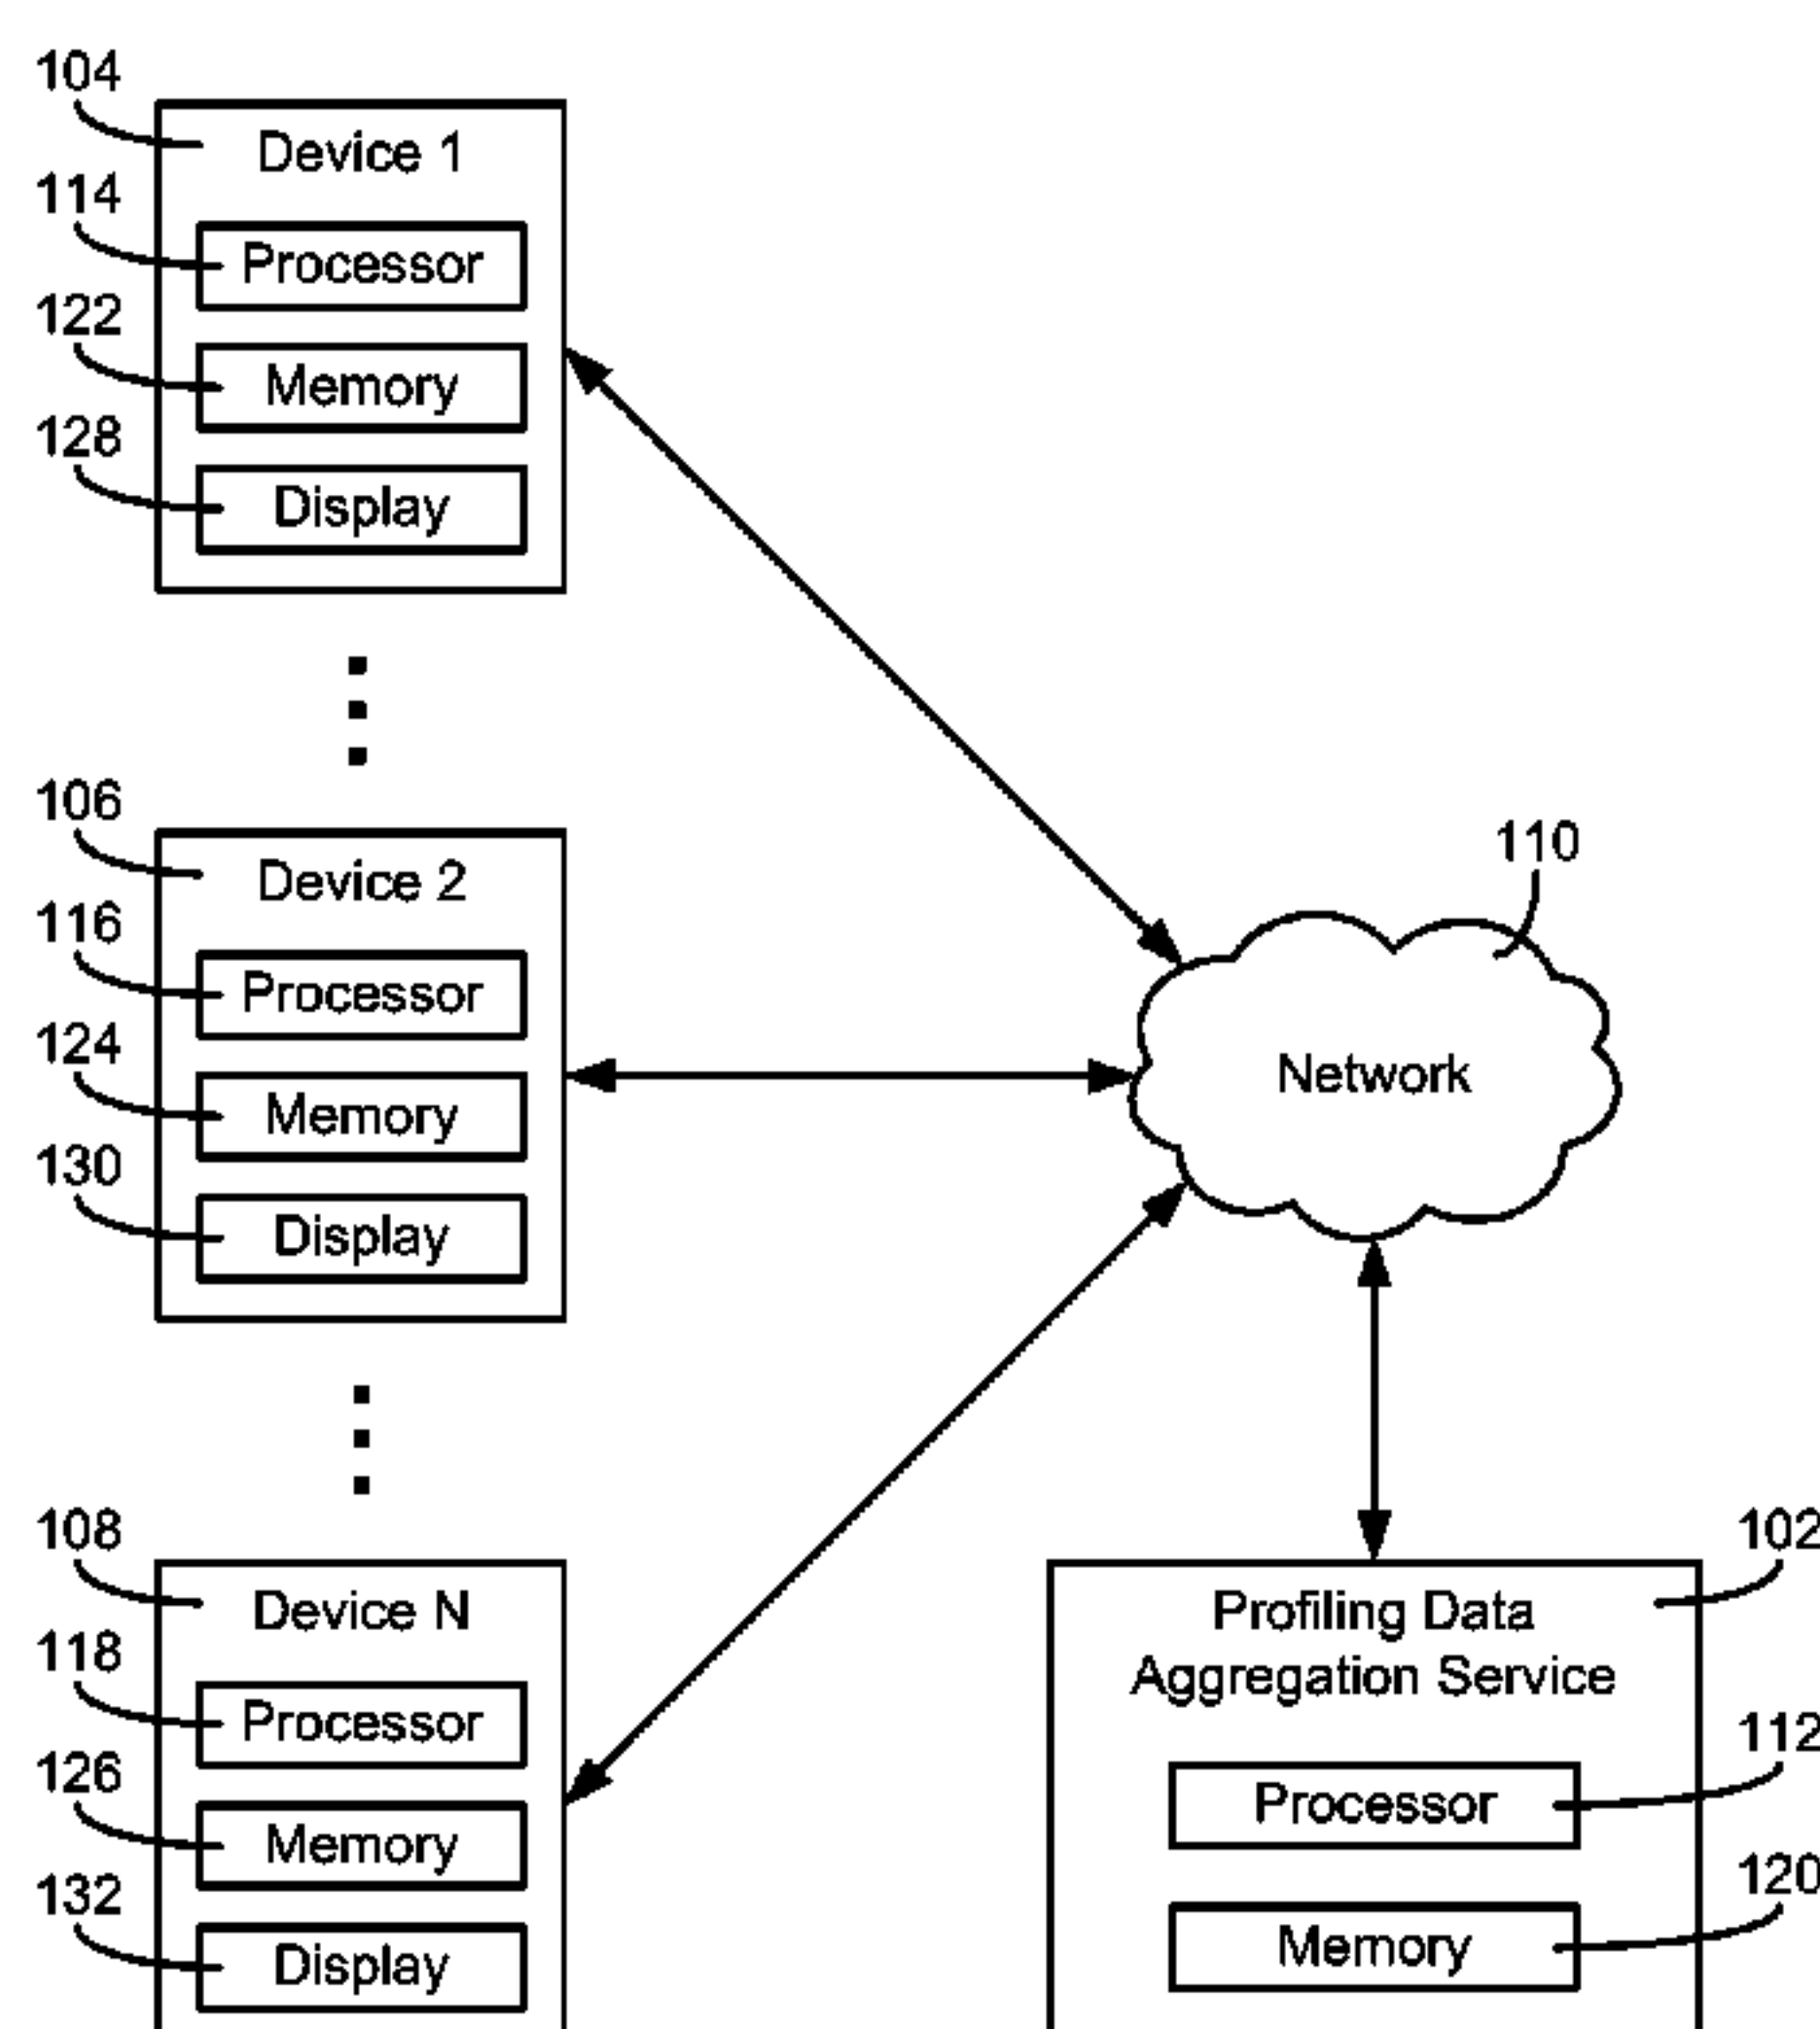 104
Device 1
114
Processor
122
Memory
128
Display
106
Device 2
116
Processor
124
Memory
130
Display
110
Network
108
Device N
118
Processor
126
Memory
132
Display
102
Profiling Data
Aggregation Service
112
Processor
120
Memory